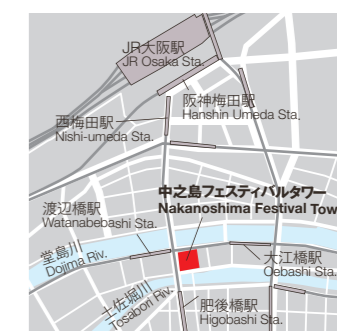 JR大阪駅
JR Osaka Sta.
阪神梅田駅
Hanshin Umeda Sta.
西梅田駅
Nishi-umeda Sta.
中之島フェスティバルタワー
Nakanoshima Festival Tow
渡辺橋駅
Watanabebashi Sta.
堂島川
Dojima Riv.
大江橋駅
Oebashi Sta.
土佐堀川
Tosabori Riv.
肥後橋駅
Higobashi Sta.